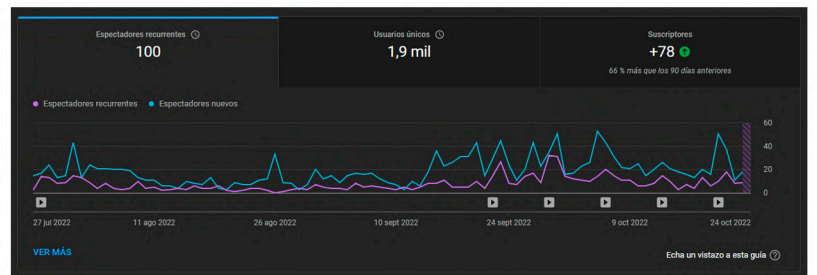 Espectadores recurrentes
100
Usuarios únicos
1,9 mil
Suscriptores
+78
66 % más que los 90 días anteriores
Espectadores recurrentes
Espectadores nuevos
60
40
20
0
27 jul 2022
11 ago 2022
26 ago 2022
10 sept 2022
24 sept 2022
9 oct 2022
24 oct 2022
VER MÁS
Echa un vistazo a esta guía